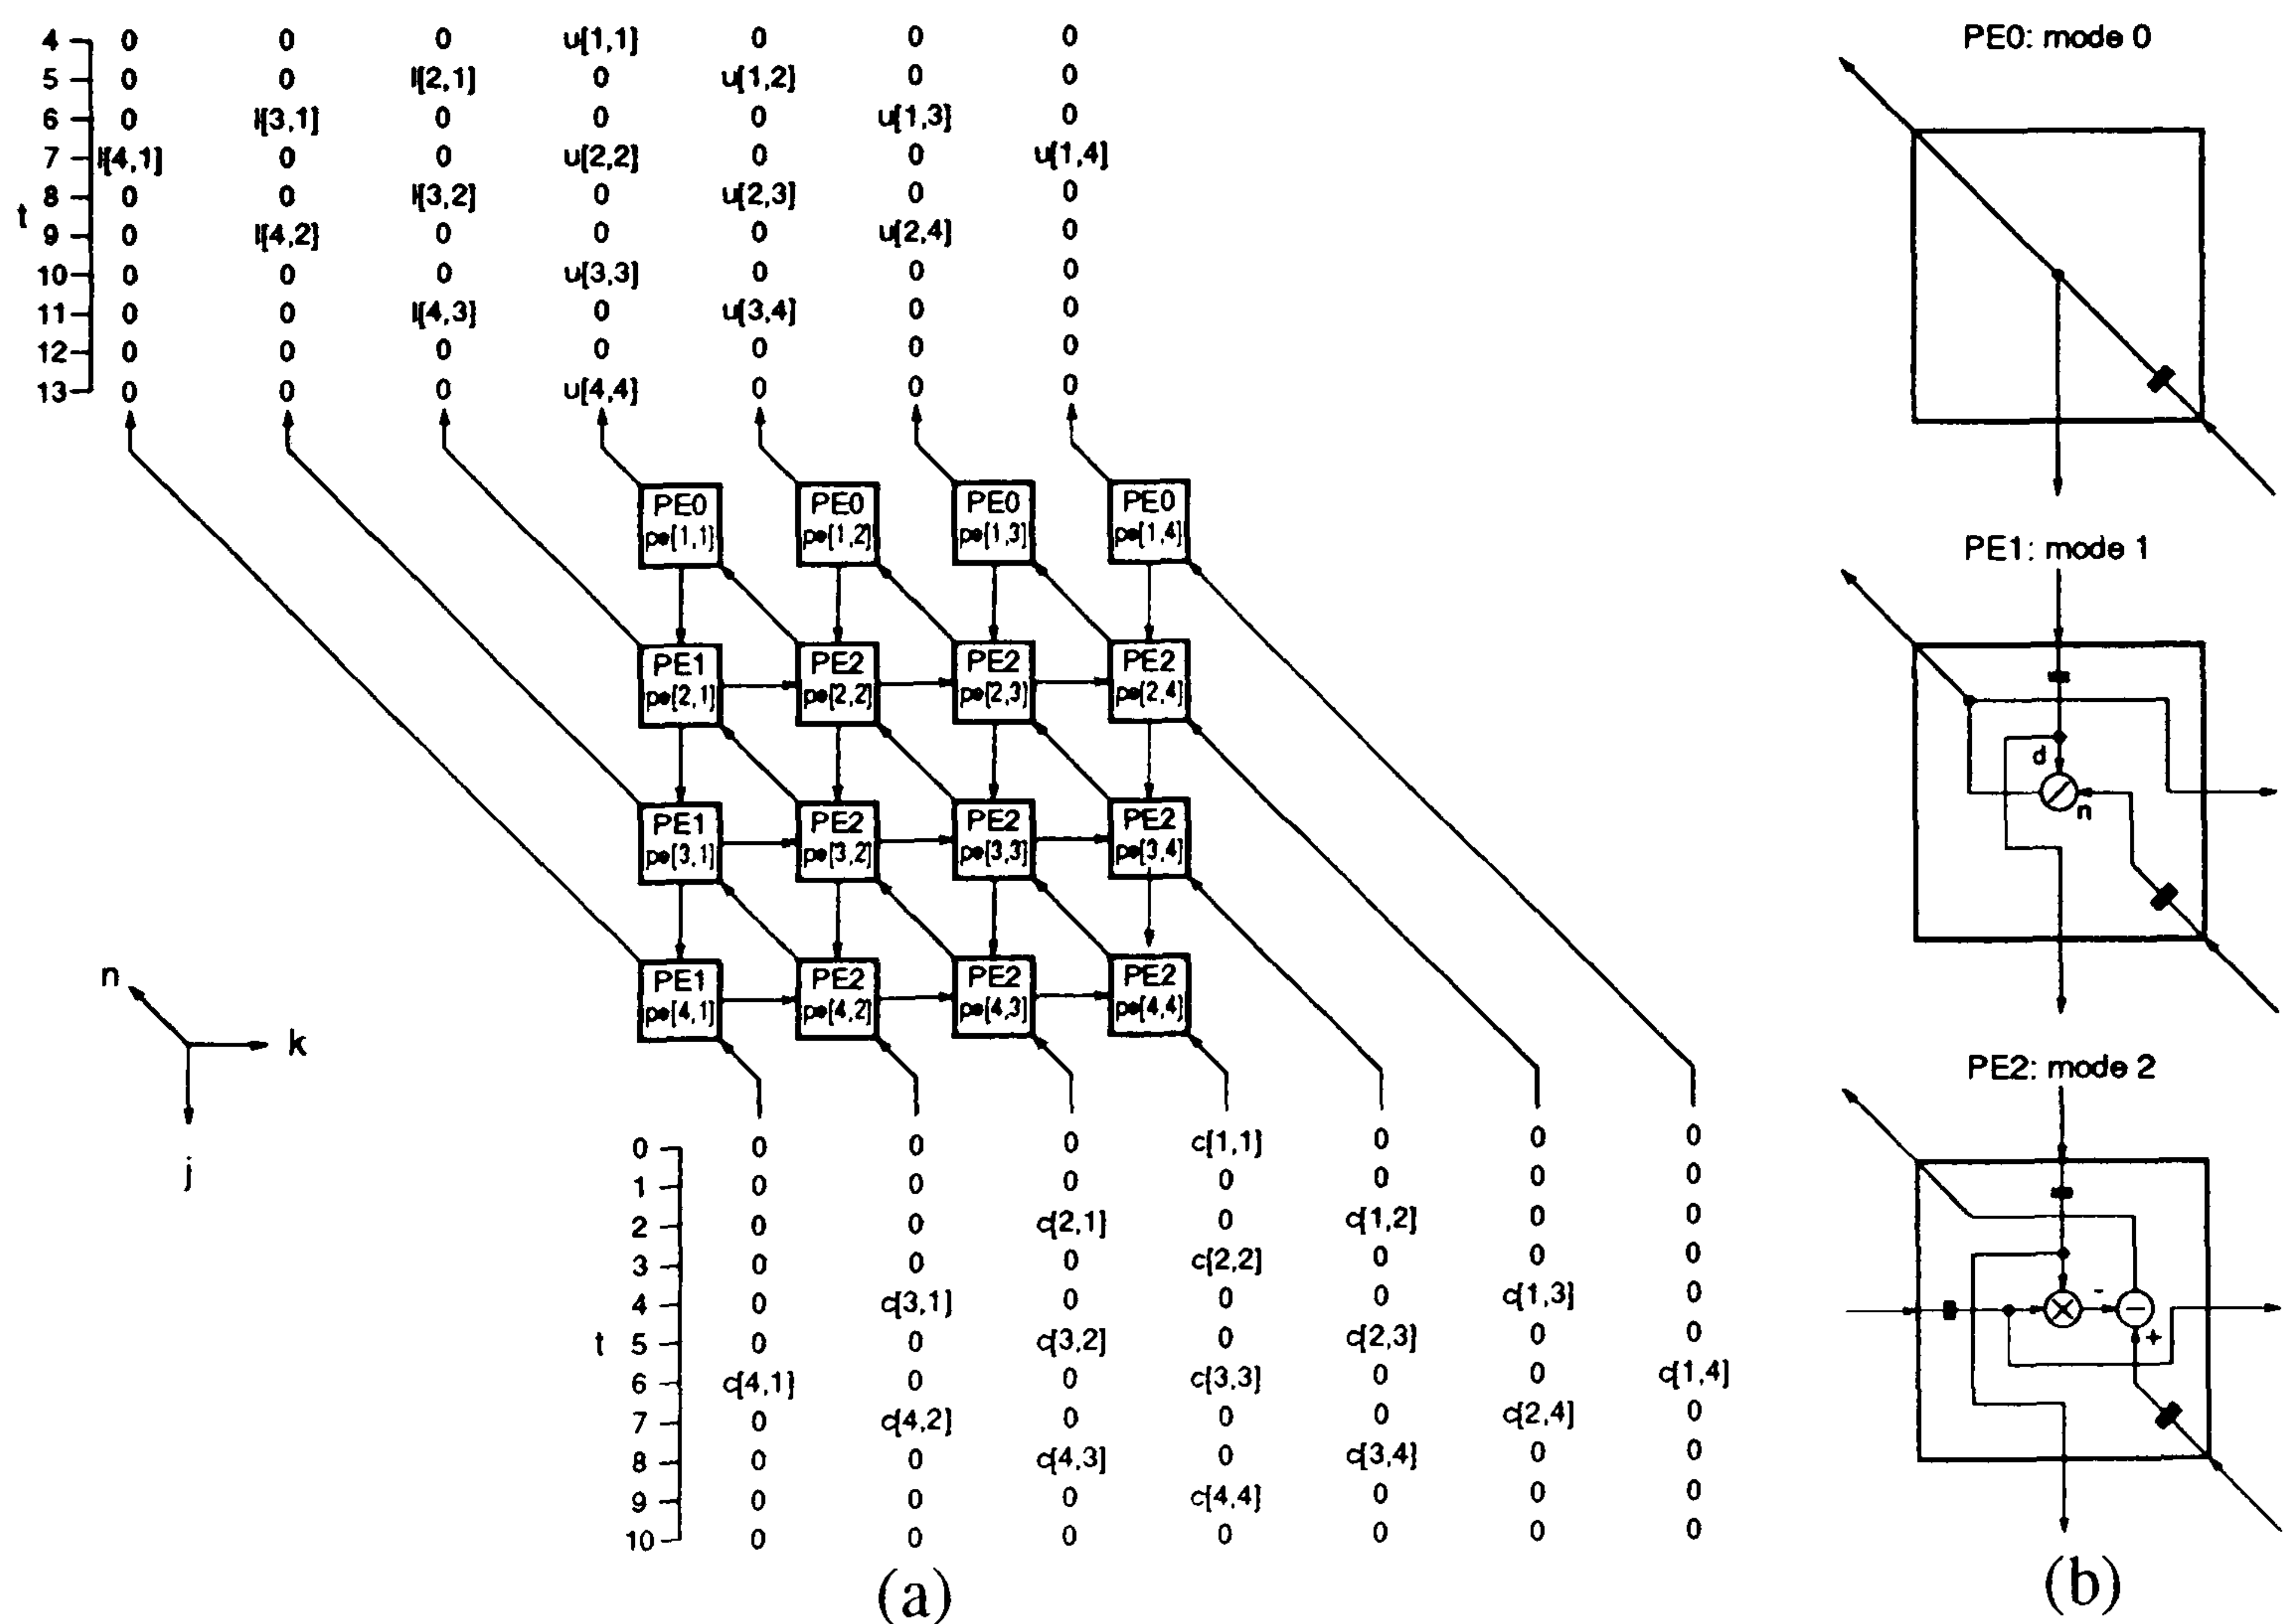 4 0 0 0 u[1,1] 0 0 0
5 0 0 l[2,1] 0 u[1,2] 0 0
6 0 l[3,1] 0 0 0 u[1,3] 0
7 l[4,1] 0 0 u[2,2] 0 0 u[1,4]
8 0 0 l[3,2] 0 u[2,3] 0 0
t
9 0 l[4,2] 0 0 0 u[2,4] 0
10 0 0 0 u[3,3] 0 0 0
11 0 0 l[4,3] 0 u[3,4] 0 0
12 0 0 0 0 0 0 0
13 0 0 0 u[4,4] 0 0 0
PE0 PE0 PE0 PE0
pe[1,1] pe[1,2] pe[1,3] pe[1,4]
PE1 PE2 PE2 PE2
pe[2,1] pe[2,2] pe[2,3] pe[2,4]
PE1 PE2 PE2 PE2
pe[3,1] pe[3,2] pe[3,3] pe[3,4]
PE1 PE2 PE2 PE2
pe[4,1] pe[4,2] pe[4,3] pe[4,4]
n
k
j
0 0 0 0 c[1,1] 0 0 0
1 0 0 0 0 0 0 0
2 0 0 c[2,1] 0 c[1,2] 0 0
3 0 0 0 c[2,2] 0 0 0
4 0 c[3,1] 0 0 0 c[1,3] 0
t 5 0 0 c[3,2] 0 c[2,3] 0 0
6 c[4,1] 0 0 c[3,3] 0 0 c[1,4]
7 0 c[4,2] 0 0 0 c[2,4] 0
8 0 0 c[4,3] 0 c[3,4] 0 0
9 0 0 0 c[4,4] 0 0 0
10 0 0 0 0 0 0 0
(a)
PE0: mode 0
PE1: mode 1
d
n
PE2: mode 2
-
+
(b)